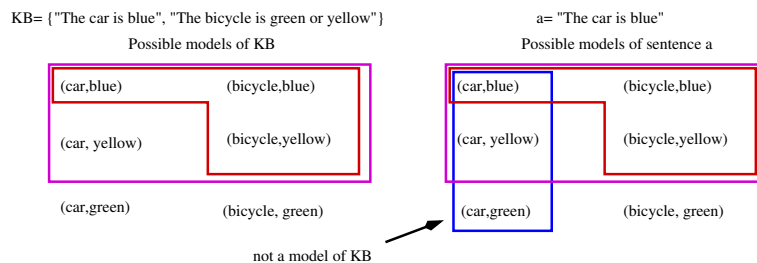 KB= {"The car is blue", "The bicycle is green or yellow"}
a= "The car is blue"
Possible models of KB
Possible models of sentence a
(car,blue) (bicycle,blue) (car,blue) (bicycle,blue)
(car, yellow) (bicycle,yellow) (car, yellow) (bicycle,yellow)
(car,green) (bicycle, green) (car,green) (bicycle, green)
not a model of KB